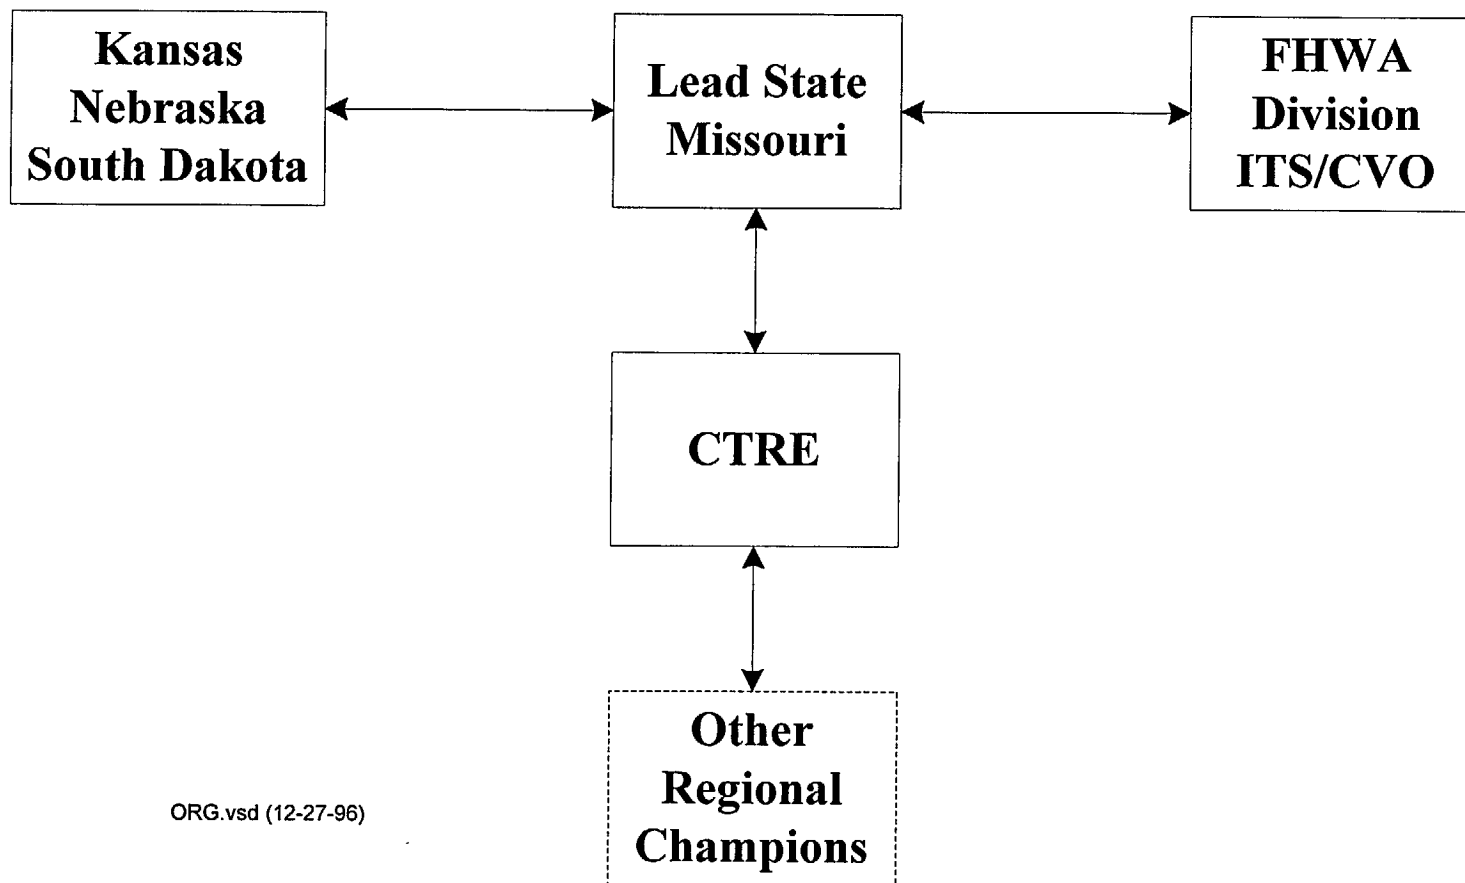 Kansas
Nebraska
South Dakota
Lead State
Missouri
FHWA
Division
ITS/CVO
CTRE
Other
Regional
Champions
ORG.vsd (12-27-96)